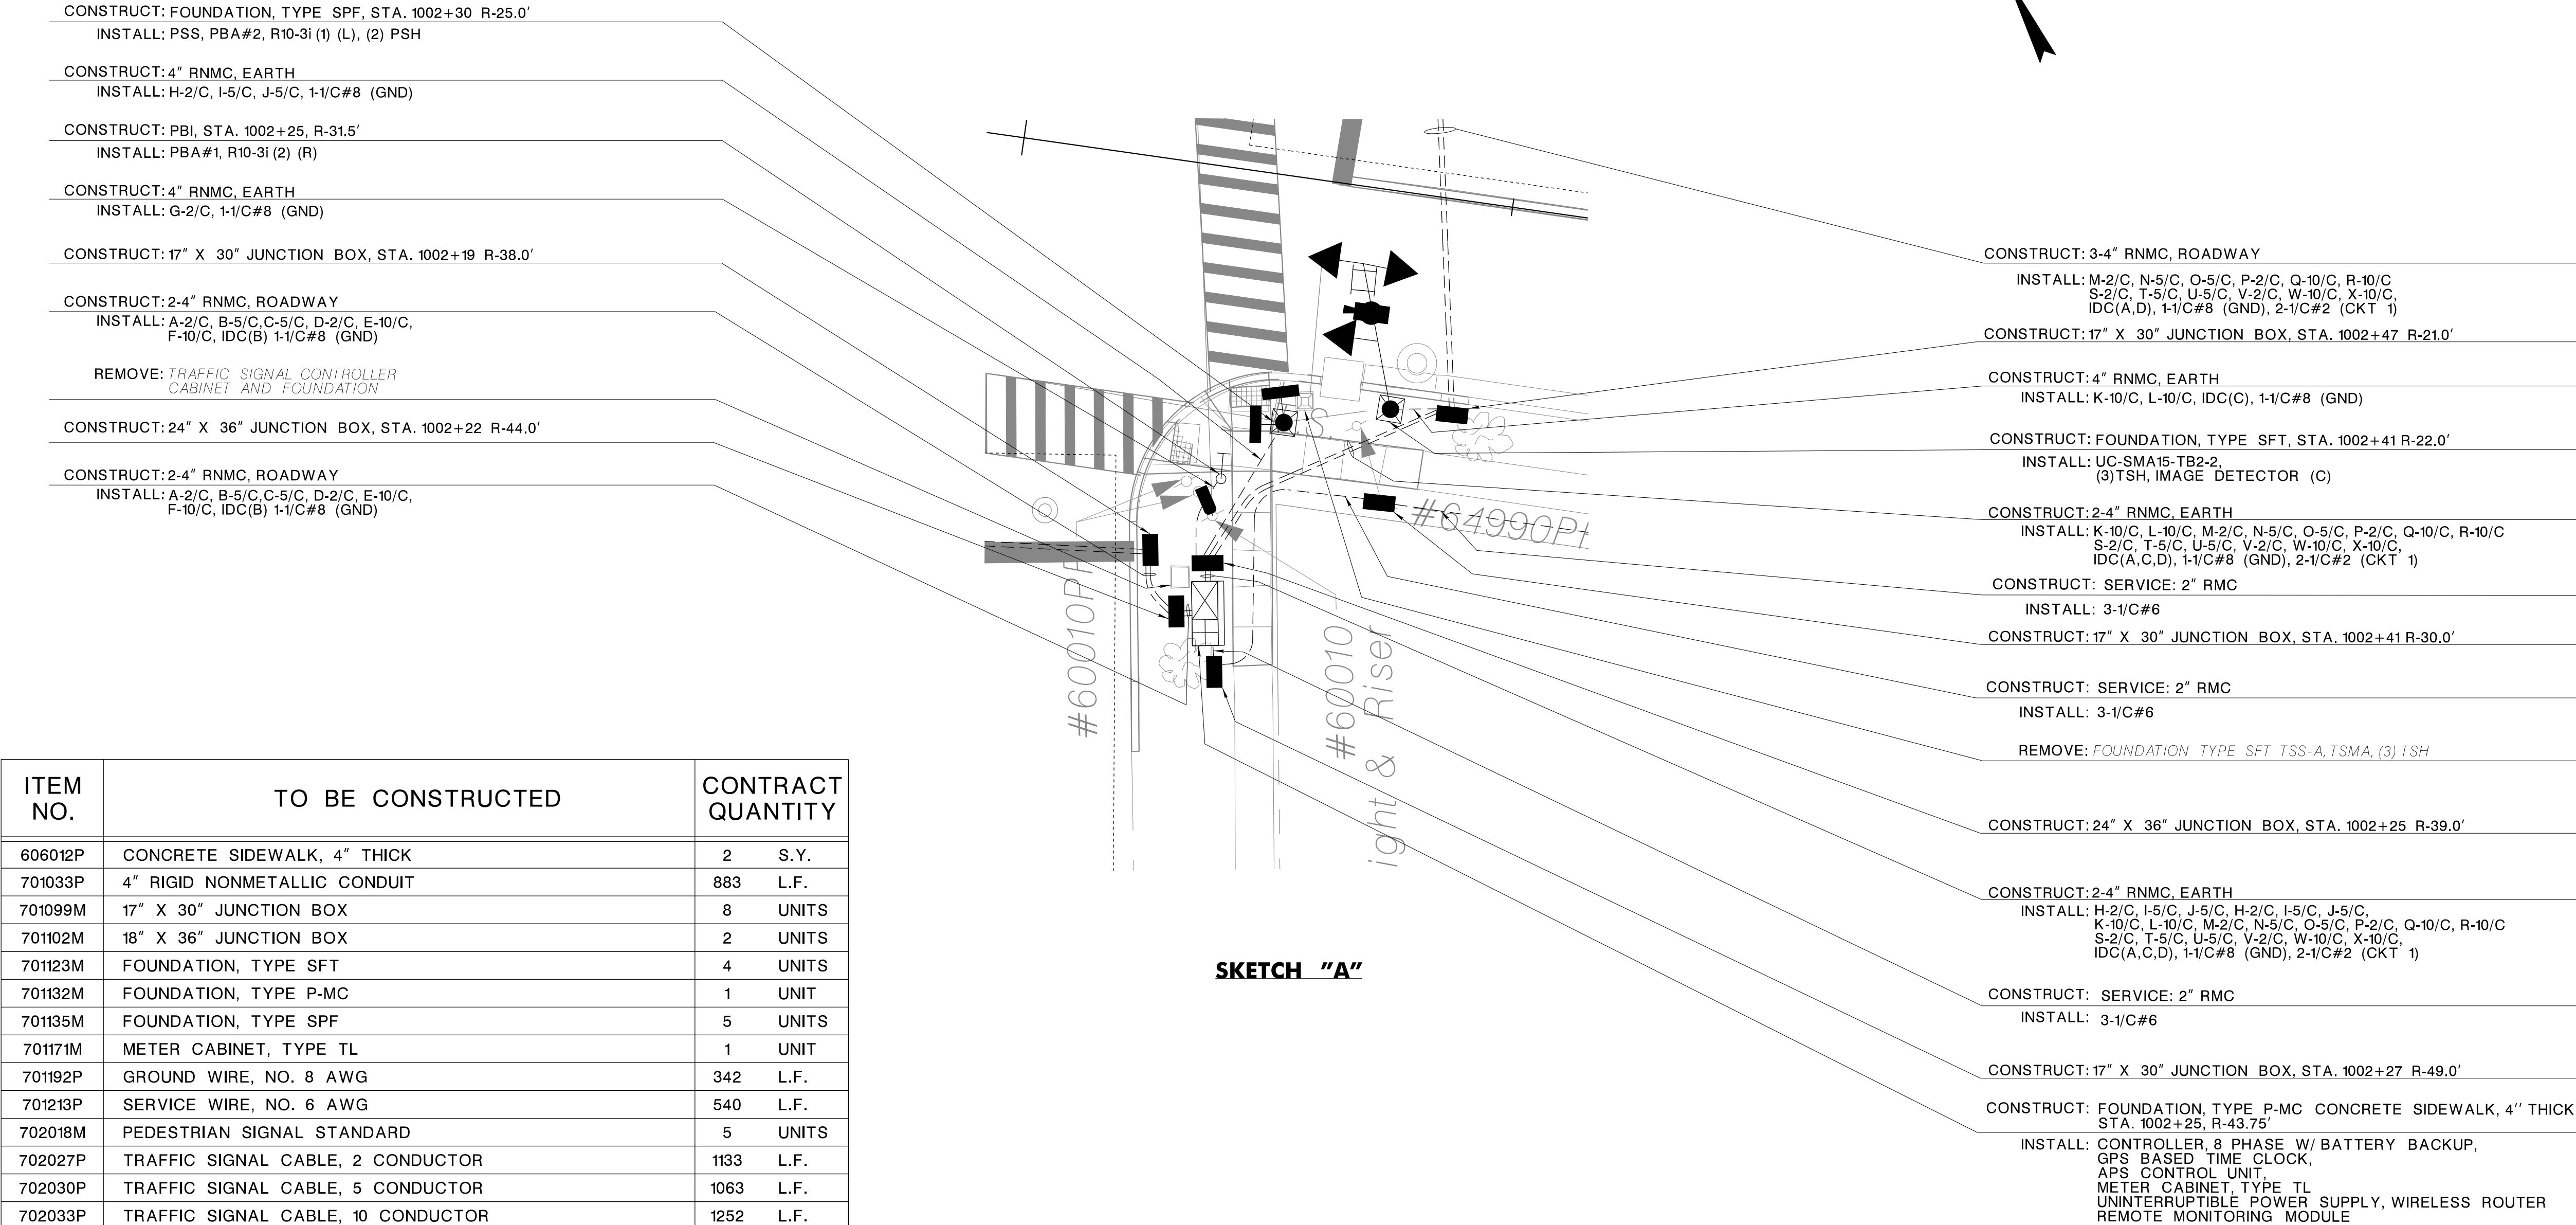 CONSTRUCT: FOUNDATION, TYPE SPF, STA. 1002+30 R-25.0'
INSTALL: PSS, PBA#2, R10-3i (1) (L), (2) PSH
CONSTRUCT: 4" RNMC, EARTH
INSTALL: H-2/C, I-5/C, J-5/C, 1-1/C#8 (GND)
CONSTRUCT: PBI, STA. 1002+25, R-31.5'
INSTALL: PBA#1, R10-3i (2) (R)
CONSTRUCT: 4" RNMC, EARTH
INSTALL: G-2/C, 1-1/C#8 (GND)
CONSTRUCT: 17" X 30" JUNCTION BOX, STA. 1002+19 R-38.0'
CONSTRUCT: 2-4" RNMC, ROADWAY
INSTALL: A-2/C, B-5/C,C-5/C, D-2/C, E-10/C,
F-10/C, IDC(B) 1-1/C#8 (GND)
REMOVE: TRAFFIC SIGNAL CONTROLLER
CABINET AND FOUNDATION
CONSTRUCT: 24" X 36" JUNCTION BOX, STA. 1002+22 R-44.0'
CONSTRUCT: 2-4" RNMC, ROADWAY
INSTALL: A-2/C, B-5/C,C-5/C, D-2/C, E-10/C,
F-10/C, IDC(B) 1-1/C#8 (GND)
#64990P
#60010P
#60010
ight & Riser
SKETCH "A"
CONSTRUCT: 3-4" RNMC, ROADWAY
INSTALL: M-2/C, N-5/C, O-5/C, P-2/C, Q-10/C, R-10/C
S-2/C, T-5/C, U-5/C, V-2/C, W-10/C, X-10/C,
IDC(A,D), 1-1/C#8 (GND), 2-1/C#2 (CKT 1)
CONSTRUCT: 17" X 30" JUNCTION BOX, STA. 1002+47 R-21.0'
CONSTRUCT: 4" RNMC, EARTH
INSTALL: K-10/C, L-10/C, IDC(C), 1-1/C#8 (GND)
CONSTRUCT: FOUNDATION, TYPE SFT, STA. 1002+41 R-22.0'
INSTALL: UC-SMA15-TB2-2,
(3)TSH, IMAGE DETECTOR (C)
CONSTRUCT: 2-4" RNMC, EARTH
INSTALL: K-10/C, L-10/C, M-2/C, N-5/C, O-5/C, P-2/C, Q-10/C, R-10/C
S-2/C, T-5/C, U-5/C, V-2/C, W-10/C, X-10/C,
IDC(A,C,D), 1-1/C#8 (GND), 2-1/C#2 (CKT 1)
CONSTRUCT: SERVICE: 2" RMC
INSTALL: 3-1/C#6
CONSTRUCT: 17" X 30" JUNCTION BOX, STA. 1002+41 R-30.0'
CONSTRUCT: SERVICE: 2" RMC
INSTALL: 3-1/C#6
REMOVE: FOUNDATION TYPE SFT TSS-A, TSMA, (3) TSH
CONSTRUCT: 24" X 36" JUNCTION BOX, STA. 1002+25 R-39.0'
CONSTRUCT: 2-4" RNMC, EARTH
INSTALL: H-2/C, I-5/C, J-5/C, H-2/C, I-5/C, J-5/C,
K-10/C, L-10/C, M-2/C, N-5/C, O-5/C, P-2/C, Q-10/C, R-10/C
S-2/C, T-5/C, U-5/C, V-2/C, W-10/C, X-10/C,
IDC(A,C,D), 1-1/C#8 (GND), 2-1/C#2 (CKT 1)
CONSTRUCT: SERVICE: 2" RMC
INSTALL: 3-1/C#6
CONSTRUCT: 17" X 30" JUNCTION BOX, STA. 1002+27 R-49.0'
CONSTRUCT: FOUNDATION, TYPE P-MC CONCRETE SIDEWALK, 4'' THICK
STA. 1002+25, R-43.75'
INSTALL: CONTROLLER, 8 PHASE W/ BATTERY BACKUP,
GPS BASED TIME CLOCK,
APS CONTROL UNIT,
METER CABINET, TYPE TL
UNINTERRUPTIBLE POWER SUPPLY, WIRELESS ROUTER
REMOTE MONITORING MODULE
ITEM NO. TO BE CONSTRUCTED CONTRACT QUANTITY
606012P CONCRETE SIDEWALK, 4" THICK 2 S.Y.
701033P 4" RIGID NONMETALLIC CONDUIT 883 L.F.
701099M 17" X 30" JUNCTION BOX 8 UNITS
701102M 18" X 36" JUNCTION BOX 2 UNITS
701123M FOUNDATION, TYPE SFT 4 UNITS
701132M FOUNDATION, TYPE P-MC 1 UNIT
701135M FOUNDATION, TYPE SPF 5 UNITS
701171M METER CABINET, TYPE TL 1 UNIT
701192P GROUND WIRE, NO. 8 AWG 342 L.F.
701213P SERVICE WIRE, NO. 6 AWG 540 L.F.
702018M PEDESTRIAN SIGNAL STANDARD 5 UNITS
702027P TRAFFIC SIGNAL CABLE, 2 CONDUCTOR 1133 L.F.
702030P TRAFFIC SIGNAL CABLE, 5 CONDUCTOR 1063 L.F.
702033P TRAFFIC SIGNAL CABLE, 10 CONDUCTOR 1252 L.F.